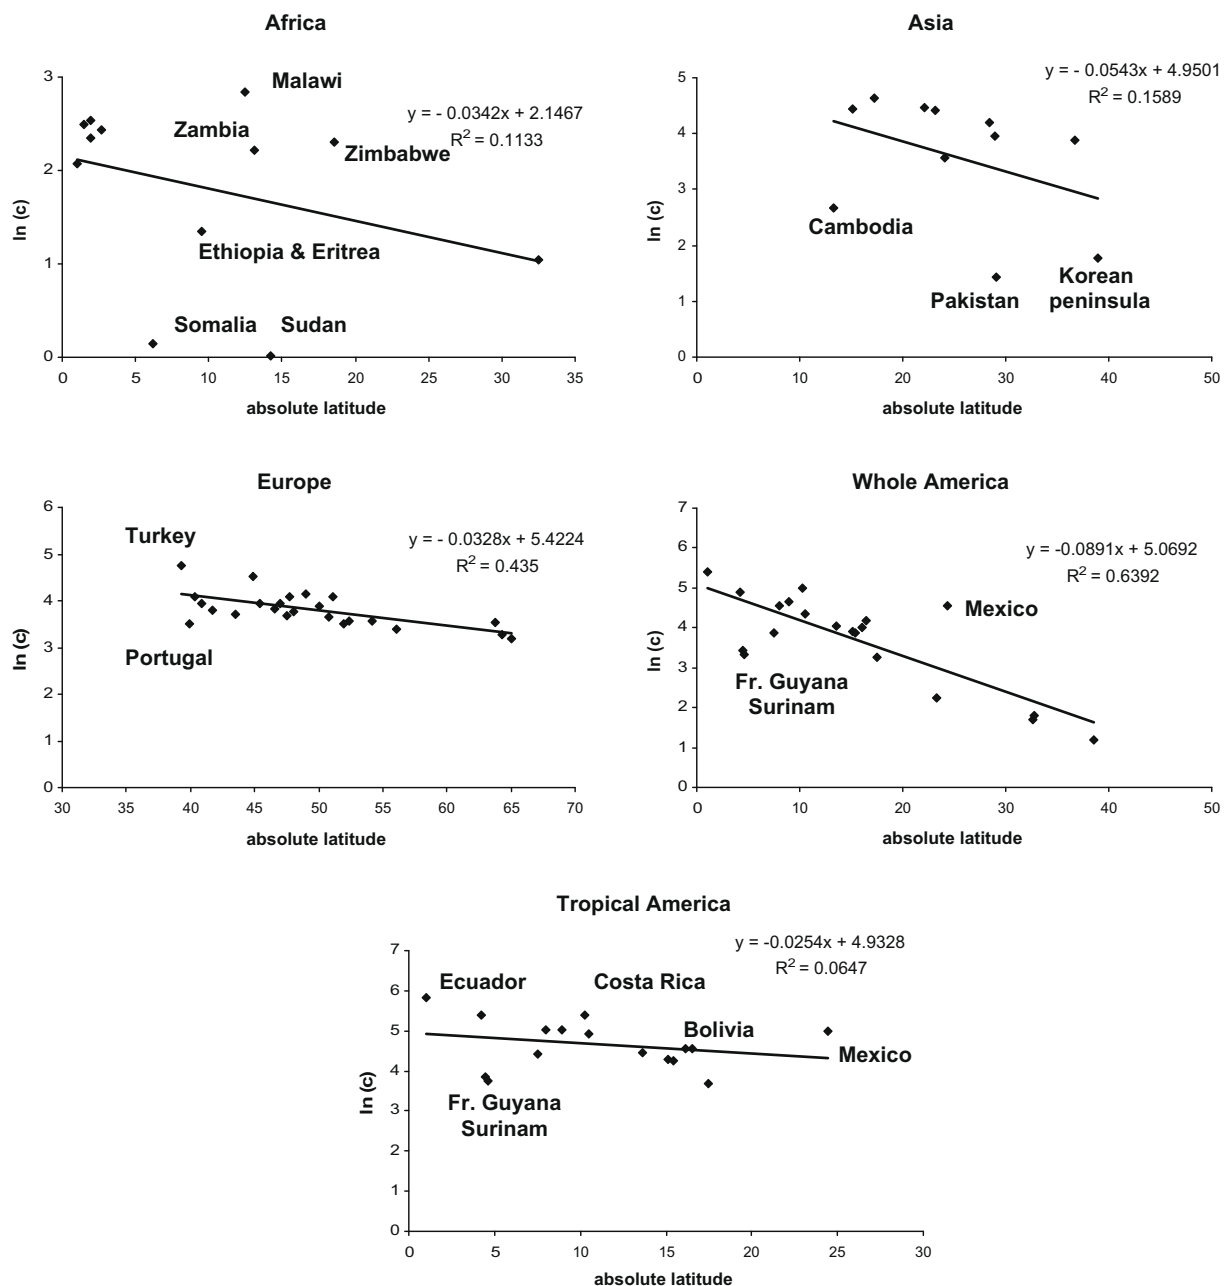 Africa
Malawi
y = - 0.0342x + 2.1467
R2 = 0.1133
Zambia
Zimbabwe
Ethiopia & Eritrea
Somalia Sudan
ln (c)
3
2
1
0
0 5 10 15 20 25 30 35
absolute latitude
Asia
y = - 0.0543x + 4.9501
R2 = 0.1589
Cambodia
Pakistan
Korean
peninsula
ln (c)
5
4
3
2
1
0
0 10 20 30 40 50
absolute latitude
Europe
Turkey
y = - 0.0328x + 5.4224
R2 = 0.435
Portugal
ln (c)
6
5
4
3
2
1
0
30 35 40 45 50 55 60 65 70
absolute latitude
Whole America
y = -0.0891x + 5.0692
R2 = 0.6392
Mexico
Fr. Guyana
Surinam
ln (c)
7
6
5
4
3
2
1
0
0 10 20 30 40 50
absolute latitude
Tropical America
y = -0.0254x + 4.9328
R2 = 0.0647
Ecuador
Costa Rica
Bolivia
Mexico
Fr. Guyana
Surinam
ln (c)
7
6
5
4
3
2
1
0
0 5 10 15 20 25 30
absolute latitude